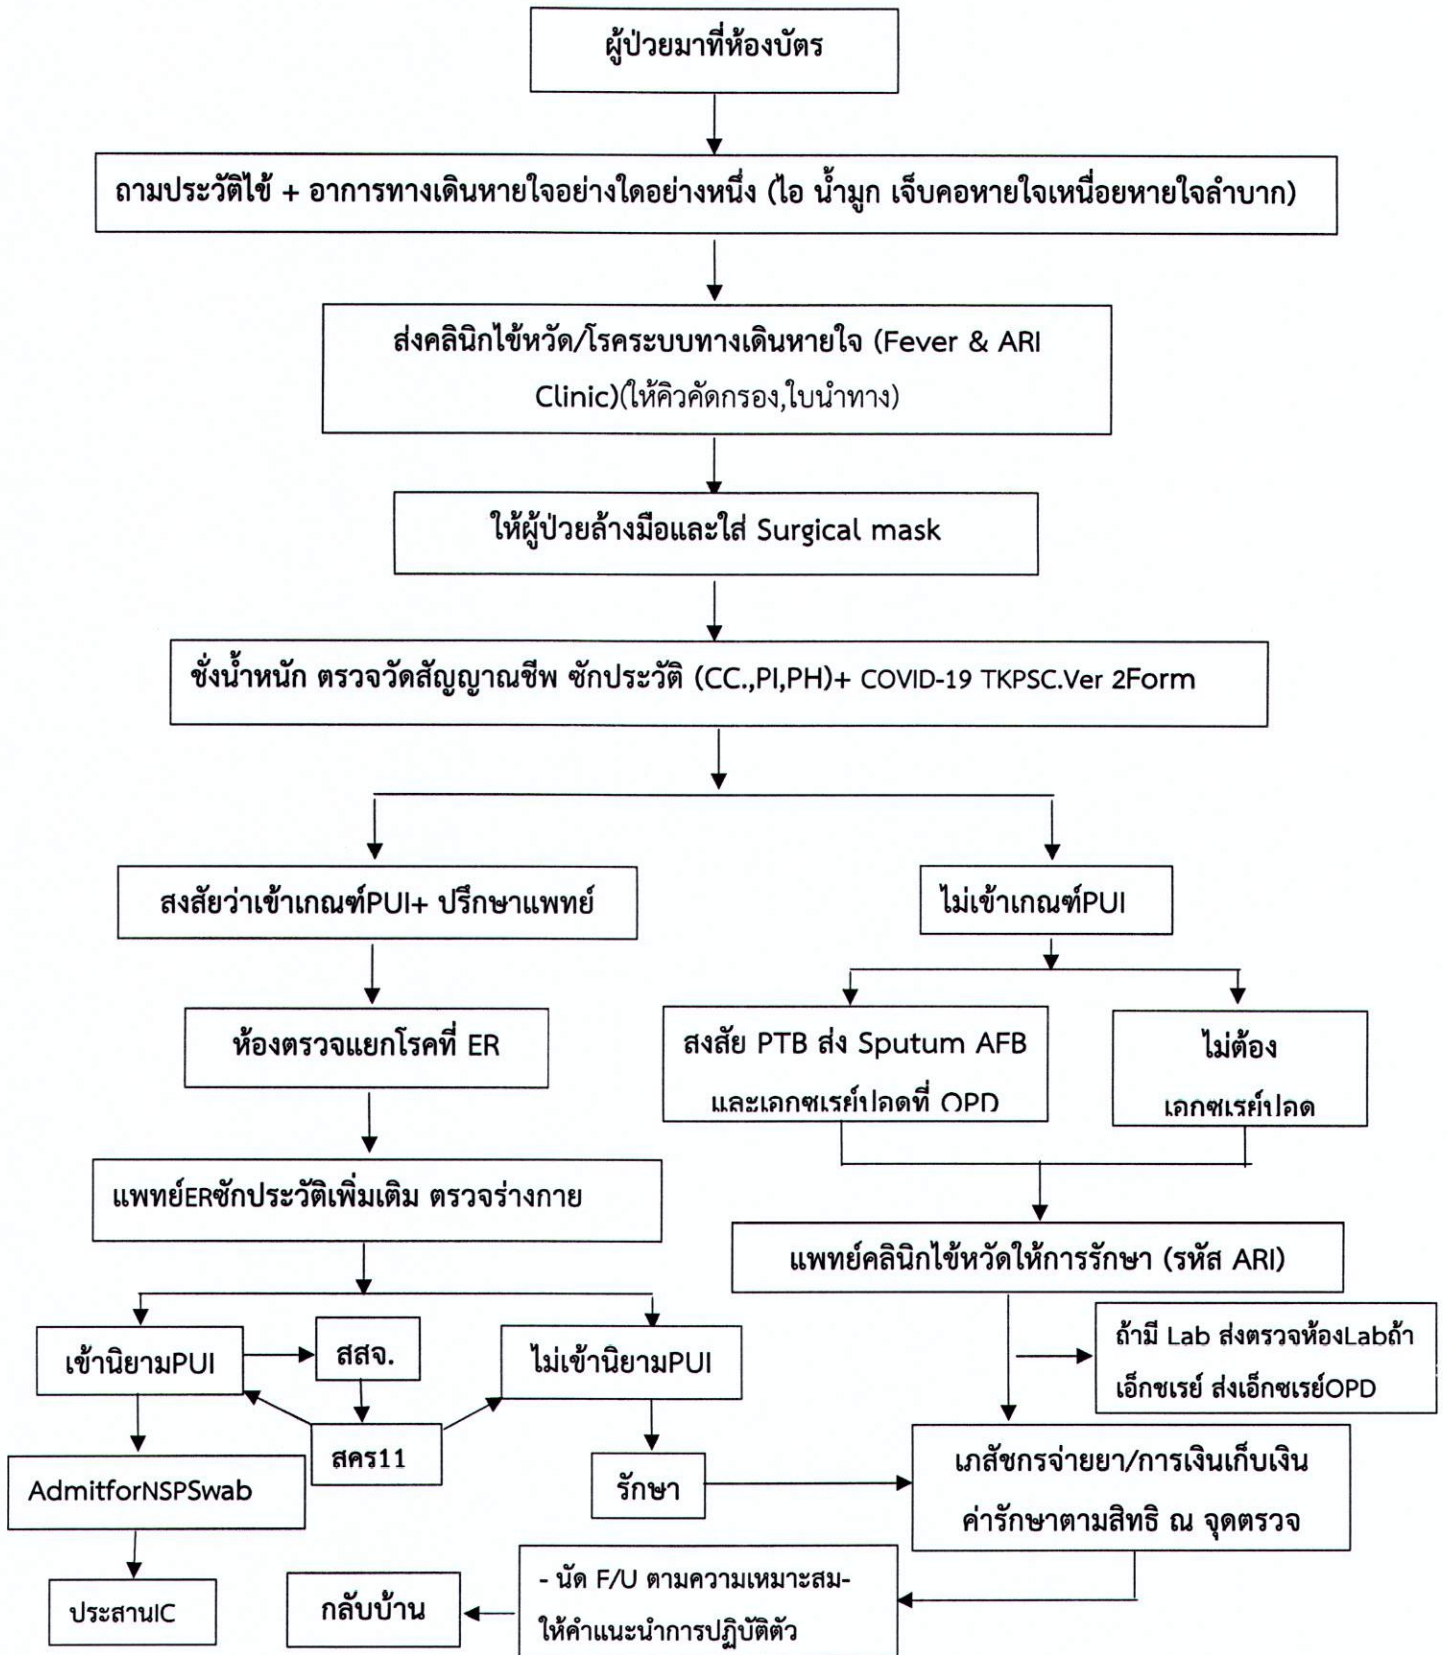 ผู้ป่วยมาที่ห้องบัตร
ถามประวัติไข้ + อาการทางเดินหายใจอย่างใดอย่างหนึ่ง (ไอ น้ำมูก เจ็บคอหายใจเหนื่อยหายใจลำบาก)
ส่งคลินิกไข้หวัด/โรคระบบทางเดินหายใจ (Fever & ARI
Clinic)(ให้คิวคัดกรอง,ใบนำทาง)
ให้ผู้ป่วยล้างมือและใส่ Surgical mask
ชั่งน้ำหนัก ตรวจวัดสัญญาณชีพ ซักประวัติ (CC.,PI,PH)+ COVID-19 TKPSC.Ver 2Form
สงสัยว่าเข้าเกณฑ์PUI+ ปรึกษาแพทย์
ไม่เข้าเกณฑ์PUI
ห้องตรวจแยกโรคที่ ER
สงสัย PTB ส่ง Sputum AFB
และเอกซเรย์ปอดที่ OPD
ไม่ต้อง
เอกซเรย์ปอด
แพทย์ERซักประวัติเพิ่มเติม ตรวจร่างกาย
แพทย์คลินิกไข้หวัดให้การรักษา (รหัส ARI)
เข้านิยามPUI
สสจ.
ไม่เข้านิยามPUI
ถ้ามี Lab ส่งตรวจห้องLabถ้า
เอ็กชเรย์ ส่งเอ็กซเรย์OPD
สคร11
AdmitforNSPSwab
รักษา
เภสัชกรจ่ายยา/การเงินเก็บเงิน
ค่ารักษาตามสิทธิ ณ จุดตรวจ
ประสานIC
กลับบ้าน
- นัด F/U ตามความเหมาะสม-
ให้คำแนะนำการปฏิบัติตัว